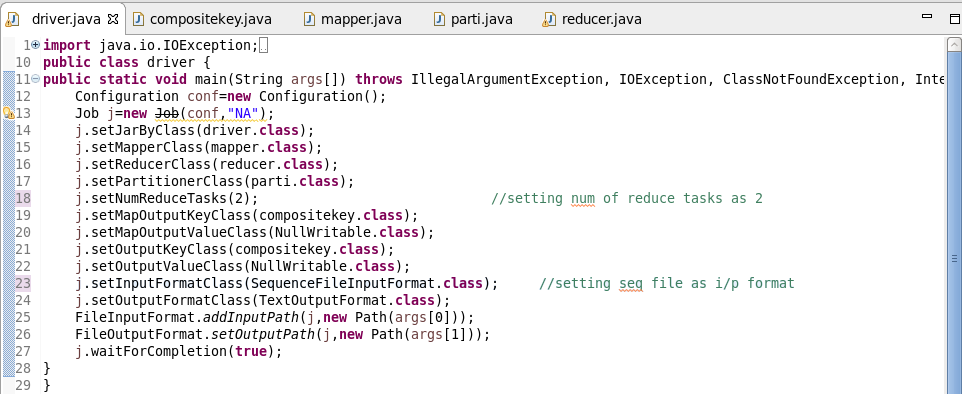 driver.java compositekey.java mapper.java parti.java reducer.java
1 import java.io.IOException;
10 public class driver {
11 public static void main(String args[]) throws IllegalArgumentException, IOException, ClassNotFoundException, Inte
12 Configuration conf=new Configuration();
13 Job j=new Job(conf,"NA");
14 j.setJarByClass(driver.class);
15 j.setMapperClass(mapper.class);
16 j.setReducerClass(reducer.class);
17 j.setPartitionerClass(parti.class);
18 j.setNumReduceTasks(2); //setting num of reduce tasks as 2
19 j.setMapOutputKeyClass(compositekey.class);
20 j.setMapOutputValueClass(NullWritable.class);
21 j.setOutputKeyClass(compositekey.class);
22 j.setOutputValueClass(NullWritable.class);
23 j.setInputFormatClass(SequenceFileInputFormat.class); //setting seq file as i/p format
24 j.setOutputFormatClass(TextOutputFormat.class);
25 FileInputFormat.addInputPath(j,new Path(args[0]));
26 FileOutputFormat.setOutputPath(j,new Path(args[1]));
27 j.waitForCompletion(true);
28 }
29 }